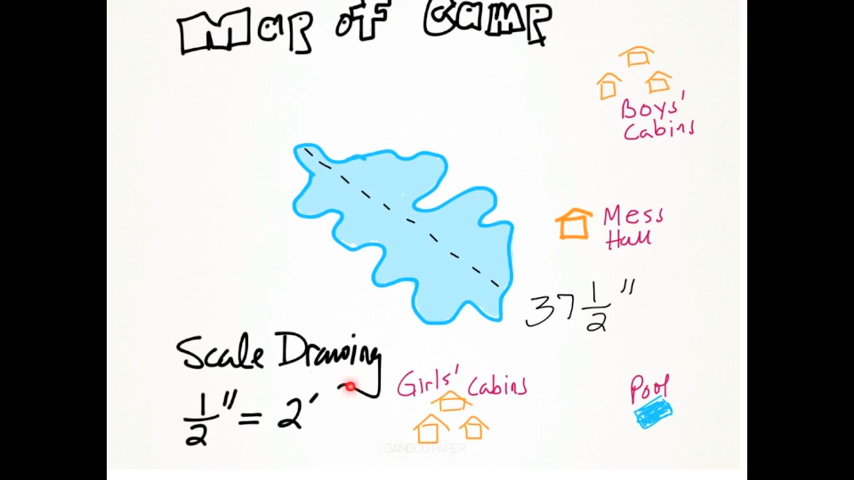 Map of Camp
Boys'
Cabins
Mess
Hall
37 1/2"
Scale Drawing
1/2" = 2'
Girls' Cabins
Pool